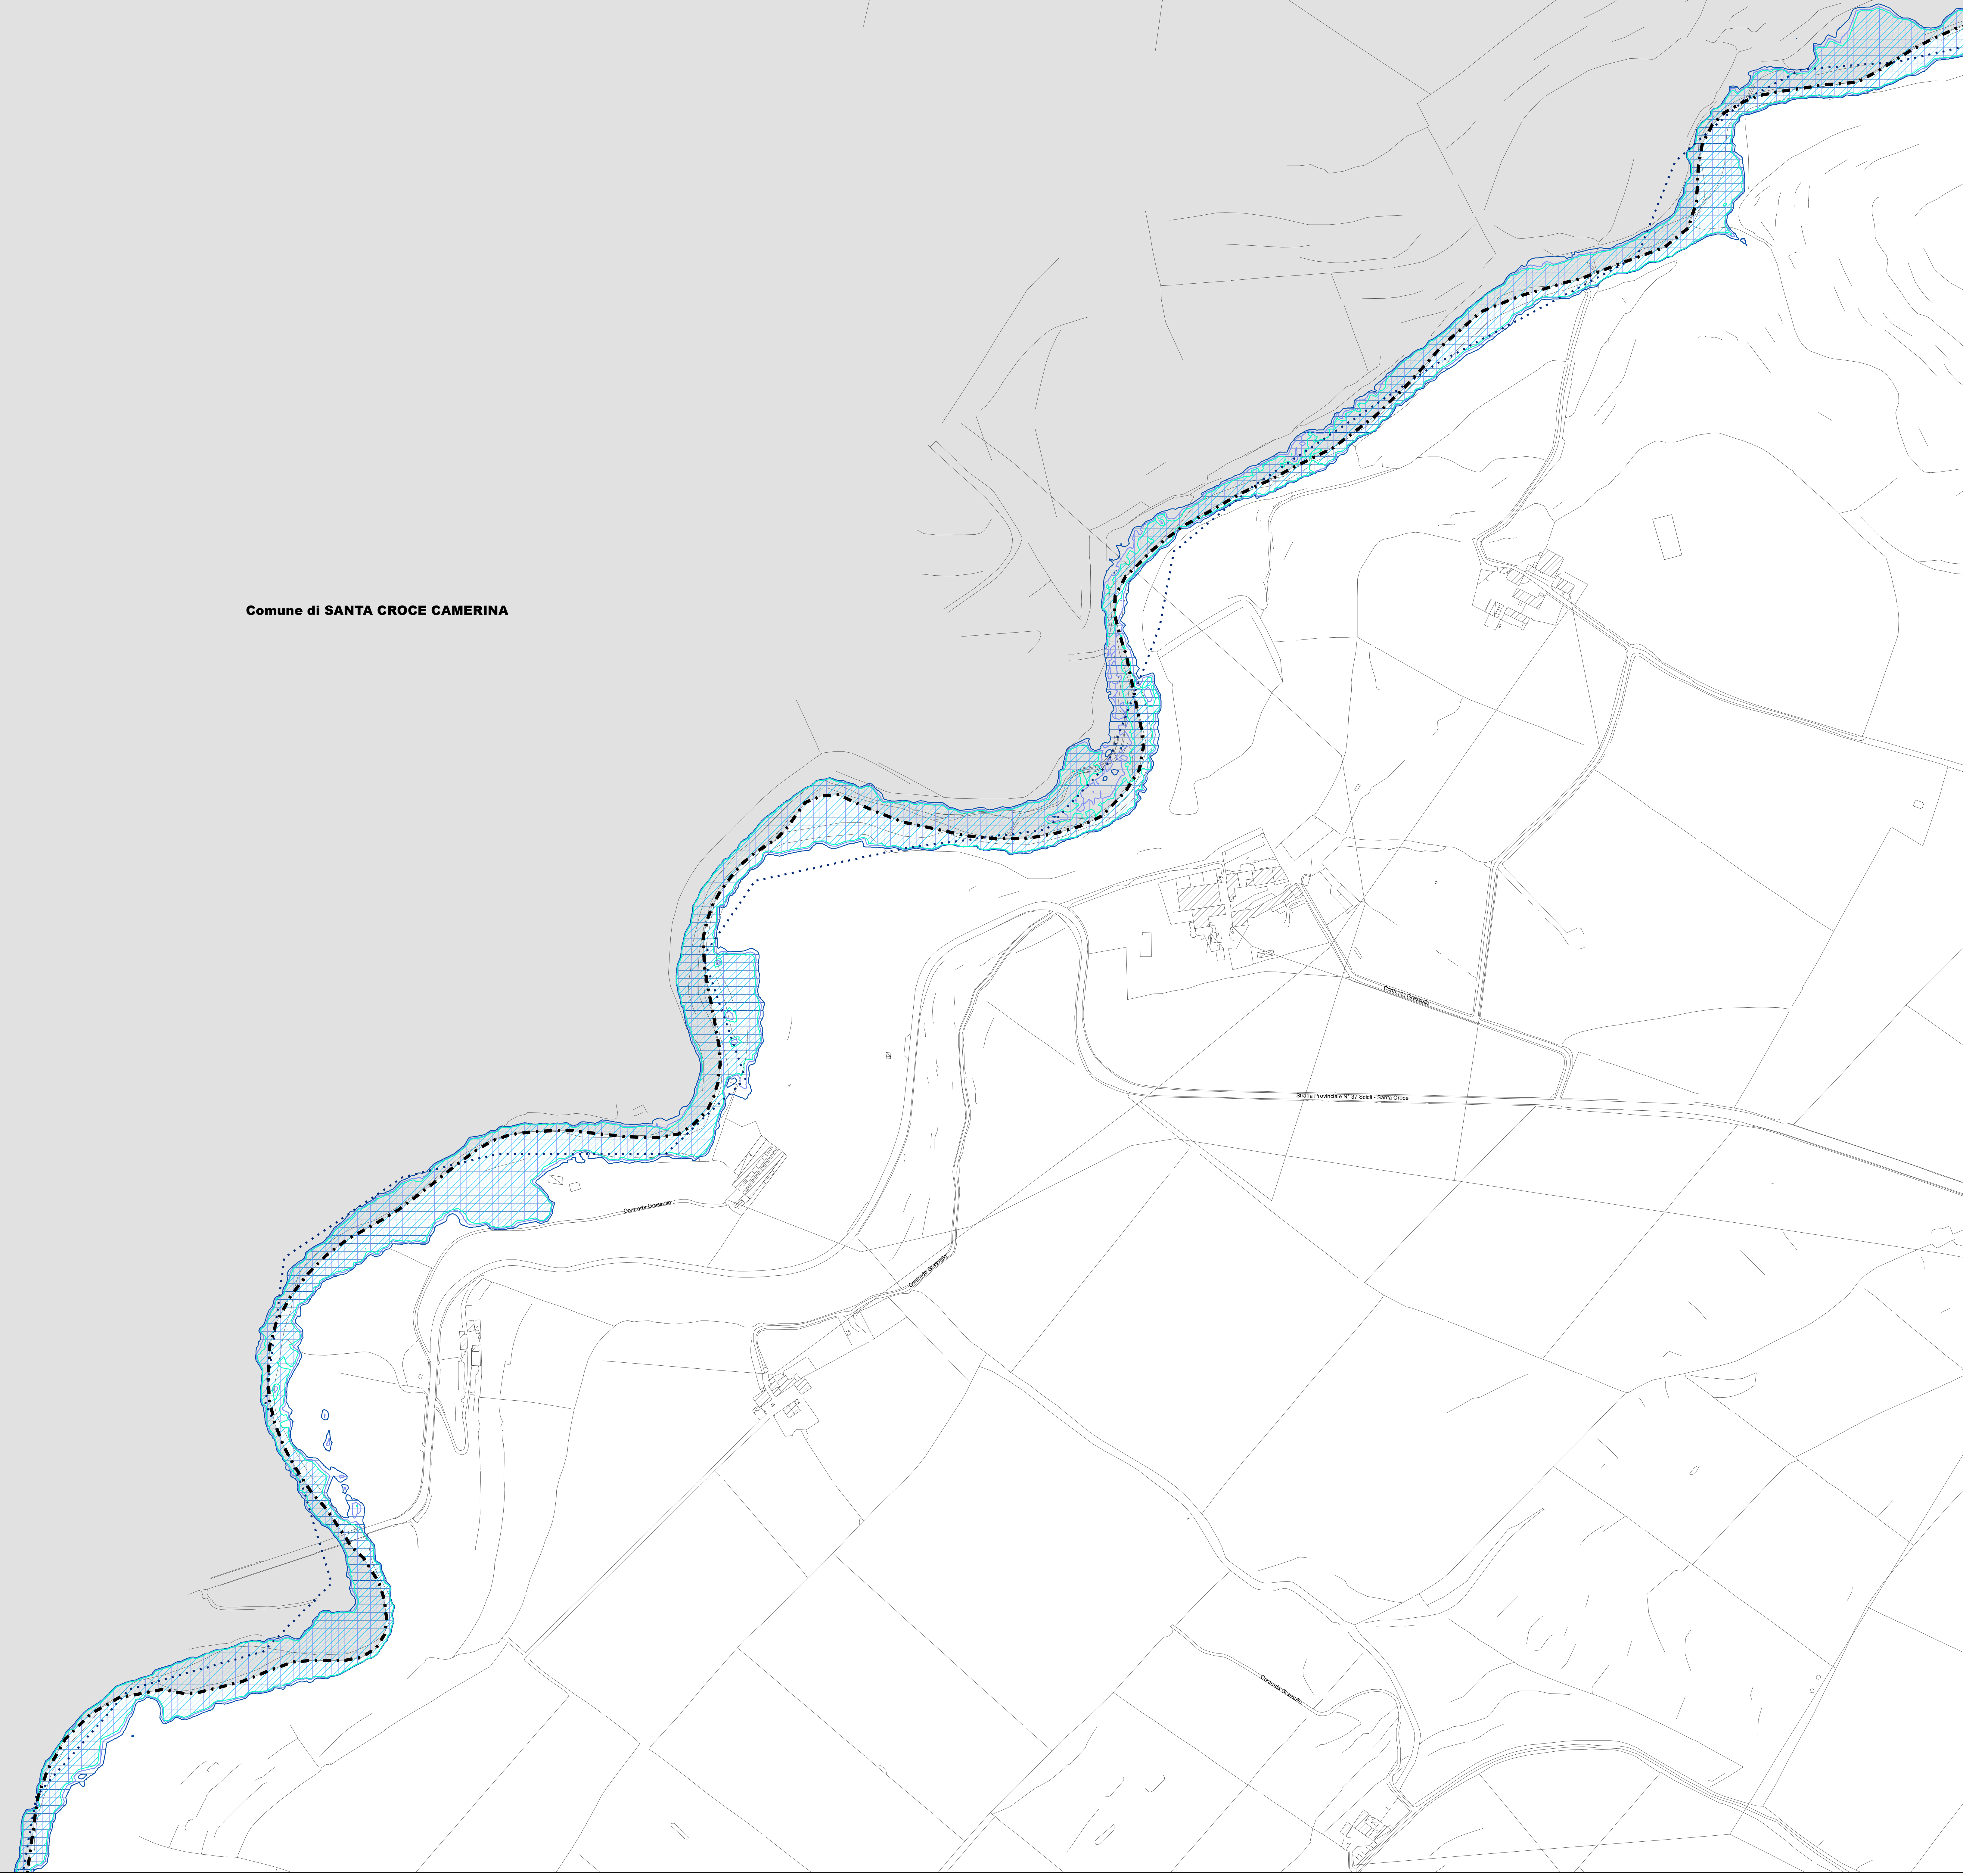 Comune di SANTA CROCE CAMERINA
Contrada Grassullo
Strada Provinciale N° 37 Scicli - Santa Croce
Contrada Grassullo
Contrada Grassullo
Contrada Grassullo